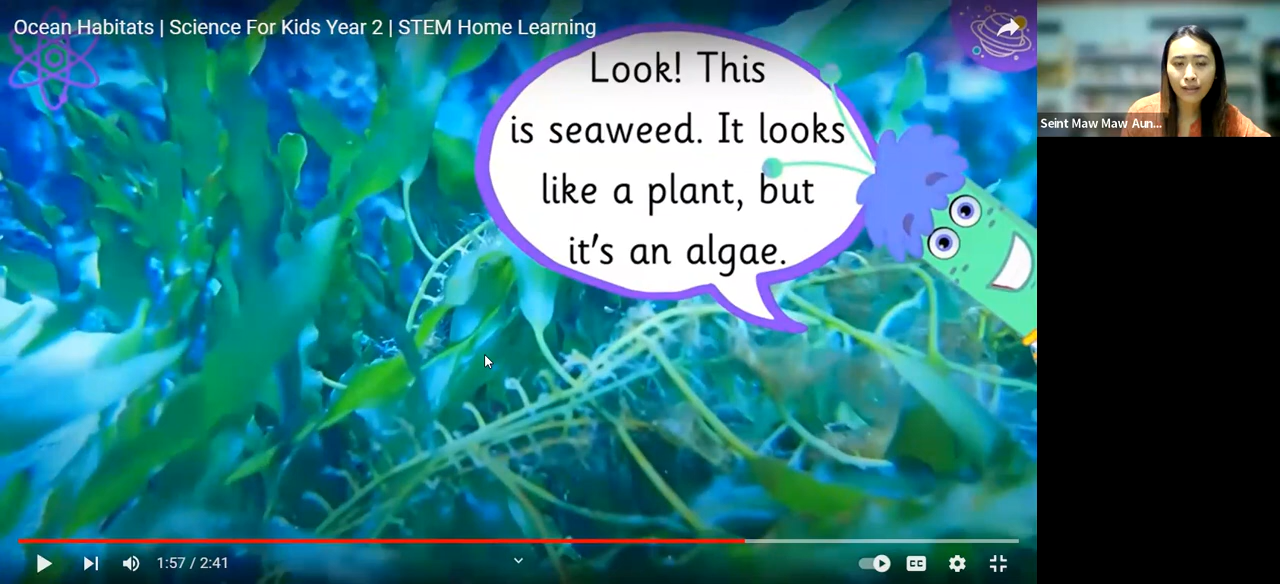 Ocean Habitats | Science For Kids Year 2 | STEM Home Learning
Look! This
is seaweed. It looks
like a plant, but
it's an algae.
Seint Maw Maw Aun...
1:57 / 2:41
CC